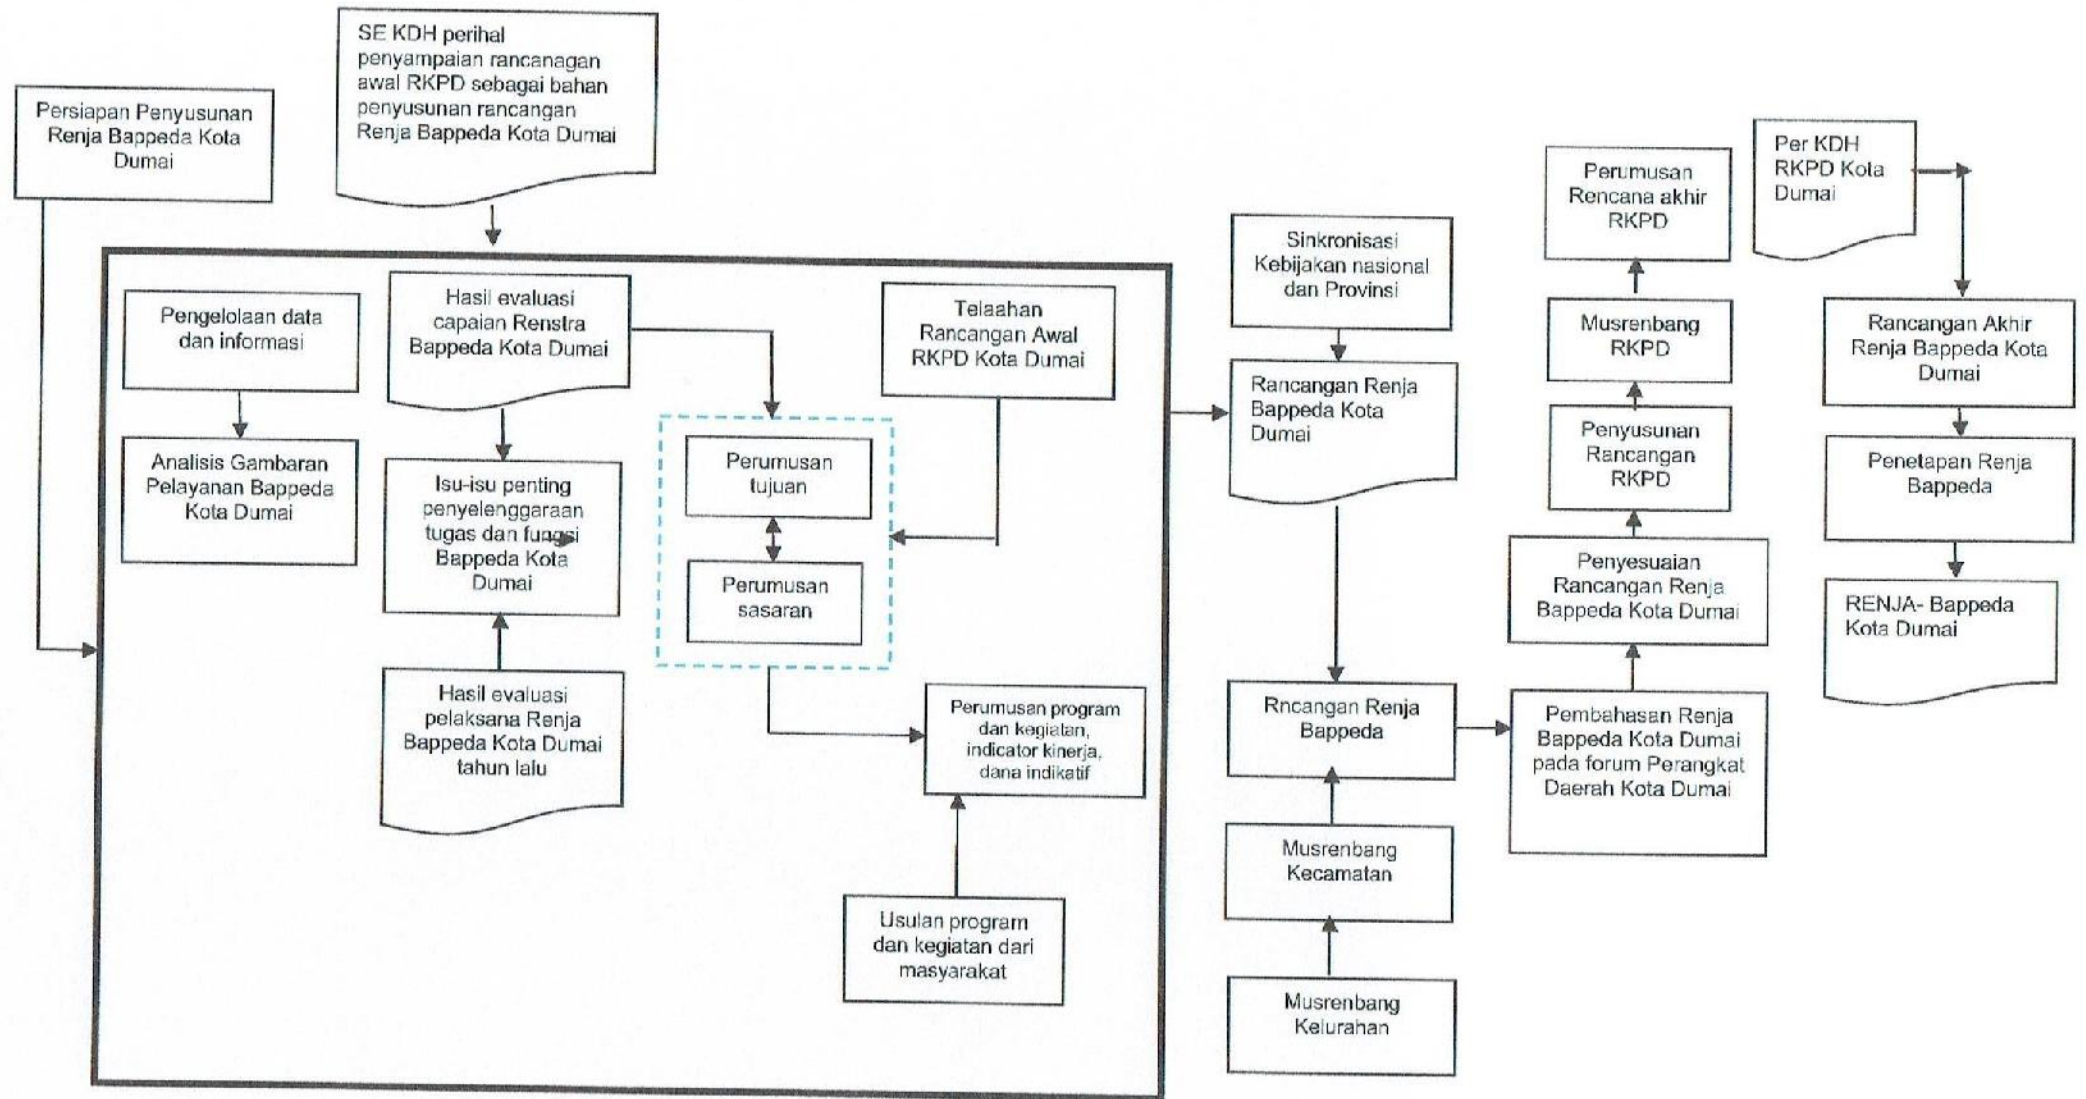 SE KDH perihal
penyampaian rancanagan
awal RKPD sebagai bahan
penyusunan rancangan
Renja Bappeda Kota Dumai
Persiapan Penyusunan
Renja Bappeda Kota
Dumai
Pengelolaan data
dan informasi
Analisis Gambaran
Pelayanan Bappeda
Kota Dumai
Hasil evaluasi
capaian Renstra
Bappeda Kota Dumai
Isu-isu penting
penyelenggaraan
tugas dan fungsi
Bappeda Kota
Dumai
Hasil evaluasi
pelaksana Renja
Bappeda Kota Dumai
tahun lalu
Perumusan
tujuan
Perumusan
sasaran
Telaahan
Rancangan Awal
RKPD Kota Dumai
Perumusan program
dan kegiatan,
indicator kinerja,
dana indikatif
Usulan program
dan kegiatan dari
masyarakat
Sinkronisasi
Kebijakan nasional
dan Provinsi
Rancangan Renja
Bappeda Kota
Dumai
Rncangan Renja
Bappeda
Musrenbang
Kecamatan
Musrenbang
Kelurahan
Perumusan
Rencana akhir
RKPD
Musrenbang
RKPD
Penyusunan
Rancangan
RKPD
Penyesuaian
Rancangan Renja
Bappeda Kota Dumai
Pembahasan Renja
Bappeda Kota Dumai
pada forum Perangkat
Daerah Kota Dumai
Per KDH
RKPD Kota
Dumai
Rancangan Akhir
Renja Bappeda Kota
Dumai
Penetapan Renja
Bappeda
RENJA- Bappeda
Kota Dumai